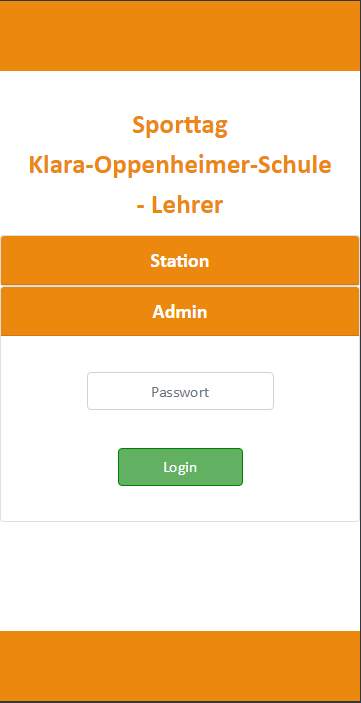 Sporttag
Klara-Oppenheimer-Schule
- Lehrer
Station
Admin
Passwort
Login